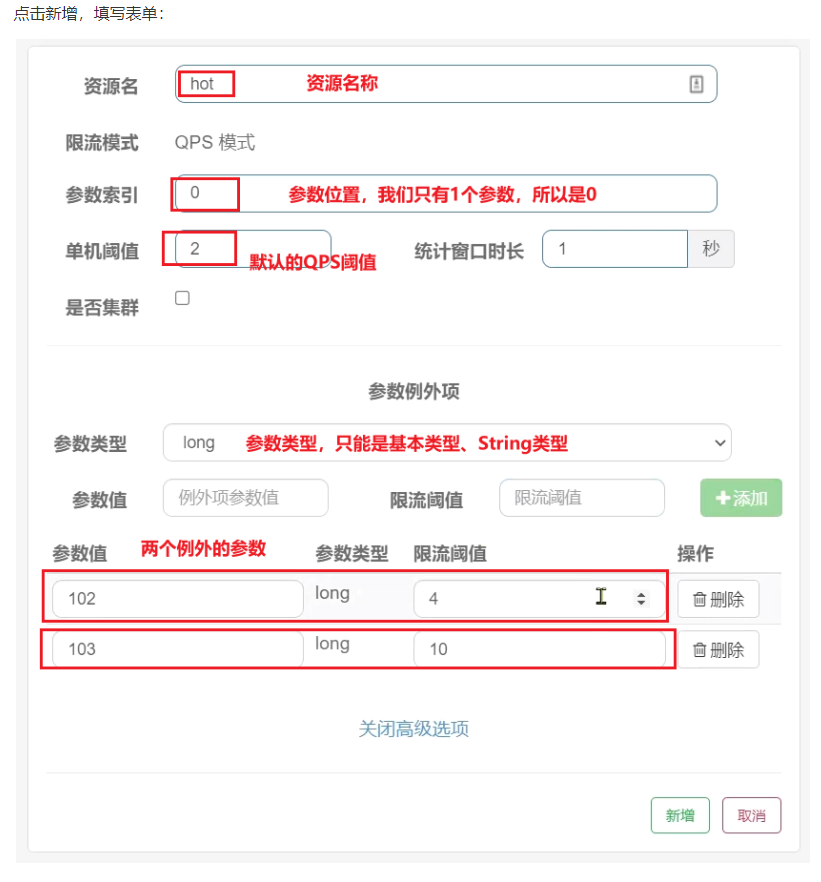 点击新增，填写表单：
资源名 hot 资源名称
限流模式 QPS 模式
参数索引 0 参数位置，我们只有1个参数，所以是0
单机阈值 2 默认的QPS阈值 统计窗口时长 1 秒
是否集群
参数例外项
参数类型 long 参数类型，只能是基本类型、String类型
参数值 例外项参数值 限流阈值 限流阈值 +添加
参数值 两个例外的参数 参数类型 限流阈值 操作
102 long 4 删除
103 long 10 删除
关闭高级选项
新增 取消